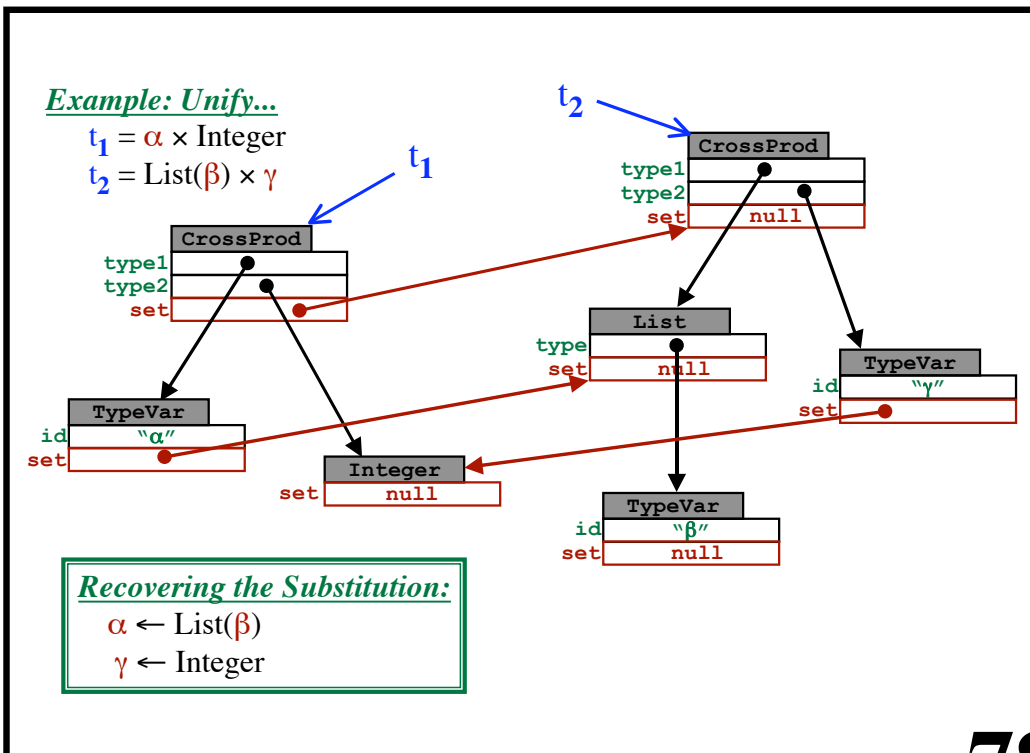 Example: Unify...
t1 = α × Integer
t2 = List(β) × γ
t1
t2
CrossProd
type1
type2
set
CrossProd
type1
type2
set null
TypeVar
id "α"
set
Integer
set null
List
type
set null
TypeVar
id "γ"
set
TypeVar
id "β"
set null
Recovering the Substitution:
α ← List(β)
γ ← Integer